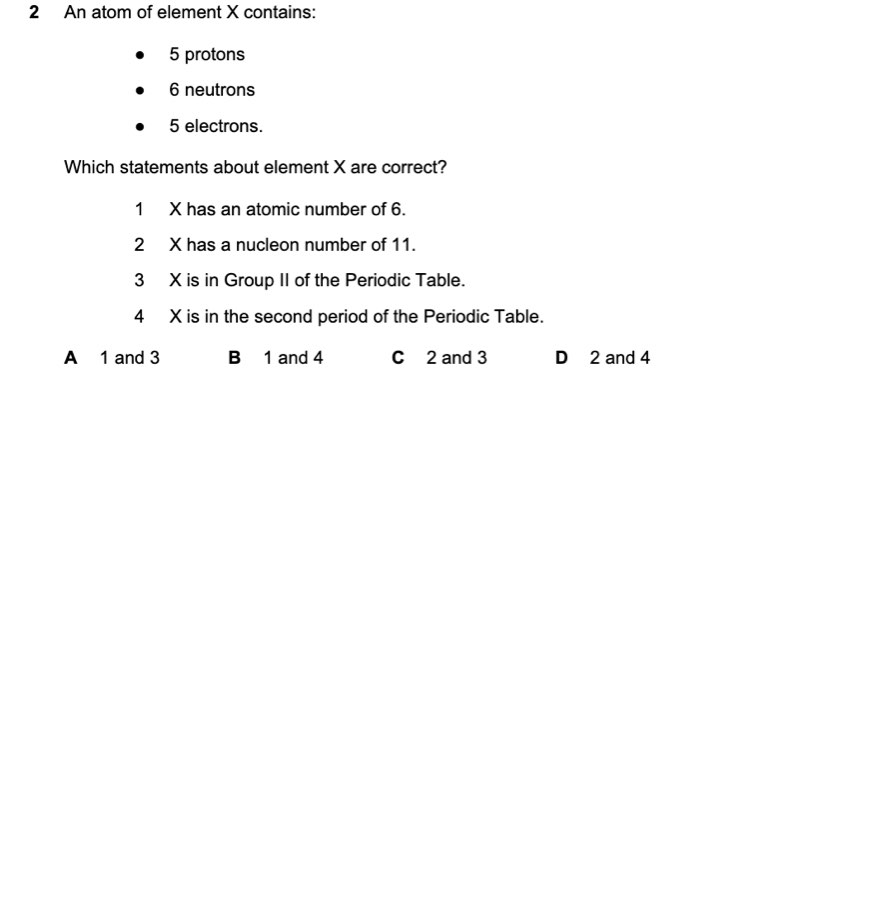 2 An atom of element X contains:
• 5 protons
• 6 neutrons
• 5 electrons.
Which statements about element X are correct?
1 X has an atomic number of 6.
2 X has a nucleon number of 11.
3 X is in Group II of the Periodic Table.
4 X is in the second period of the Periodic Table.
A 1 and 3 B 1 and 4 C 2 and 3 D 2 and 4